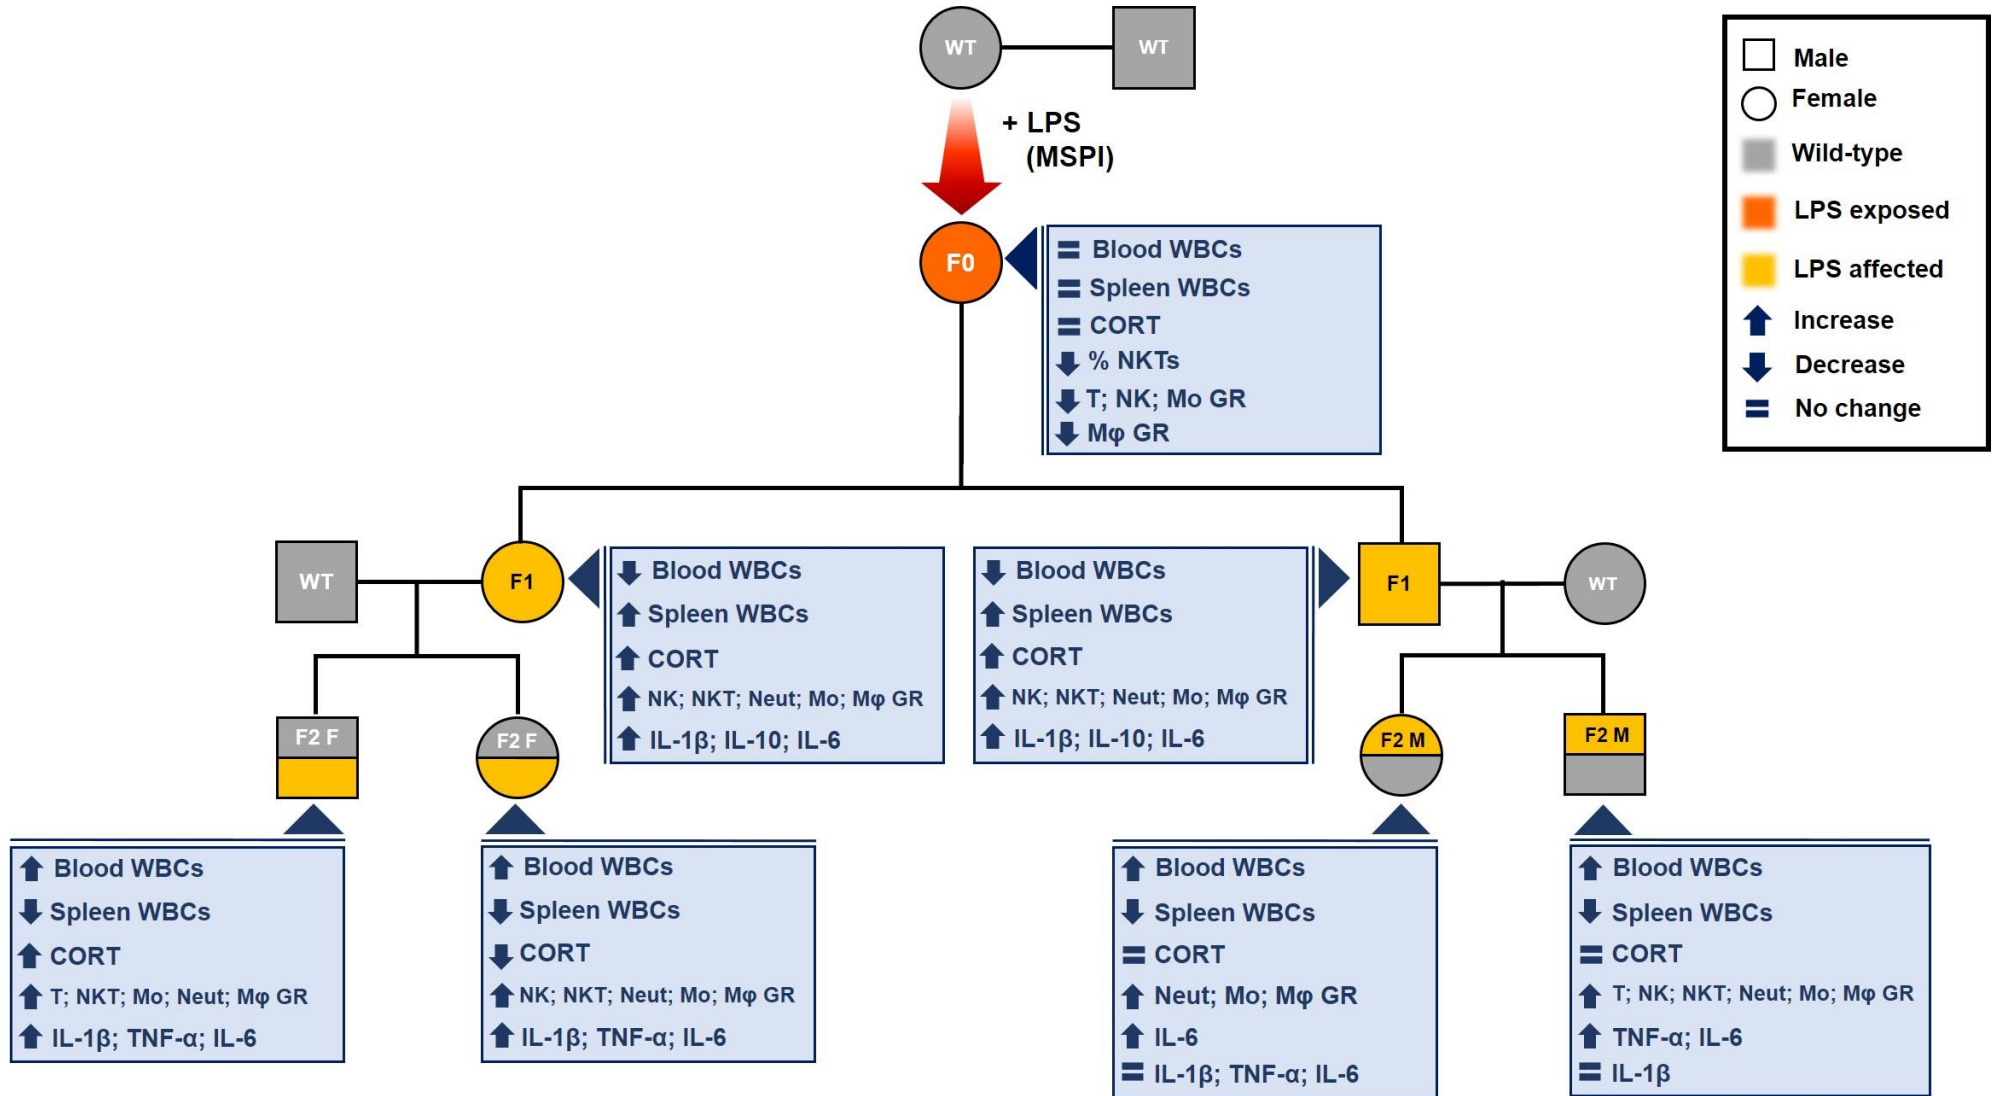 WT
WT
+ LPS
(MSPI)
F0
= Blood WBCs
= Spleen WBCs
= CORT
% NKTs
T; NK; Mo GR
Mφ GR
Male
Female
Wild-type
LPS exposed
LPS affected
Increase
Decrease
= No change
WT
F1
Blood WBCs
Spleen WBCs
CORT
NK; NKT; Neut; Mo; Mφ GR
IL-1β; IL-10; IL-6
Blood WBCs
Spleen WBCs
CORT
NK; NKT; Neut; Mo; Mφ GR
IL-1β; IL-10; IL-6
F1
WT
F2 F
F2 F
F2 M
F2 M
Blood WBCs
Spleen WBCs
CORT
T; NKT; Mo; Neut; Mφ GR
IL-1β; TNF-α; IL-6
Blood WBCs
Spleen WBCs
CORT
NK; NKT; Neut; Mo; Mφ GR
IL-1β; TNF-α; IL-6
Blood WBCs
Spleen WBCs
= CORT
Neut; Mo; Mφ GR
IL-6
= IL-1β; TNF-α; IL-6
Blood WBCs
Spleen WBCs
= CORT
T; NK; NKT; Neut; Mo; Mφ GR
TNF-α; IL-6
= IL-1β